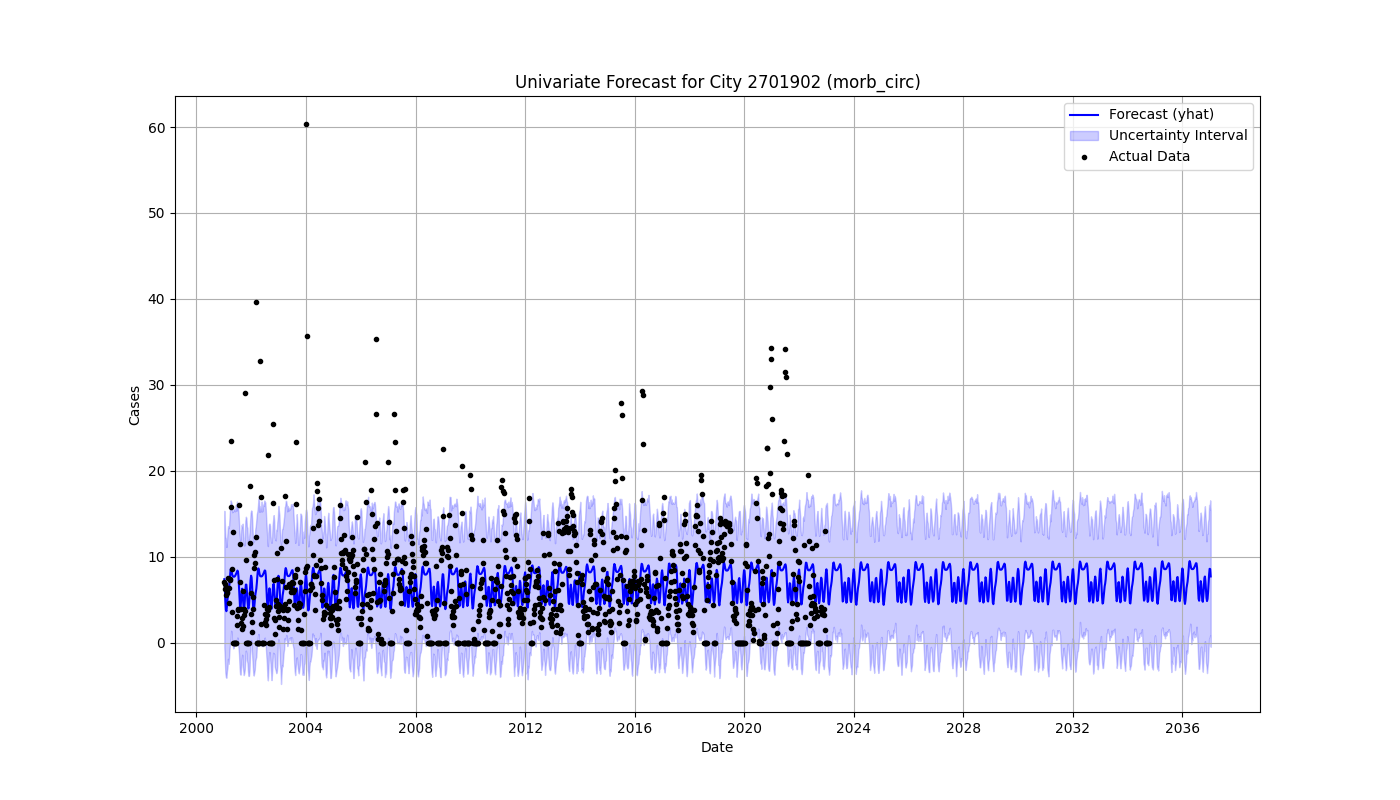 Univariate Forecast for City 2701902 (morb_circ)
Forecast (yhat)
Uncertainty Interval
Actual Data
60
50
40
30
20
10
0
Cases
2000 2004 2008 2012 2016 2020 2024 2028 2032 2036
Date